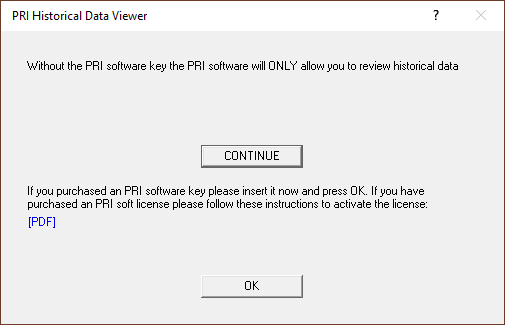 PRI Historical Data Viewer
?
Without the PRI software key the PRI software will ONLY allow you to review historical data
CONTINUE
If you purchased an PRI software key please insert it now and press OK. If you have
purchased an PRI soft license please follow these instructions to activate the license:
[PDF]
OK